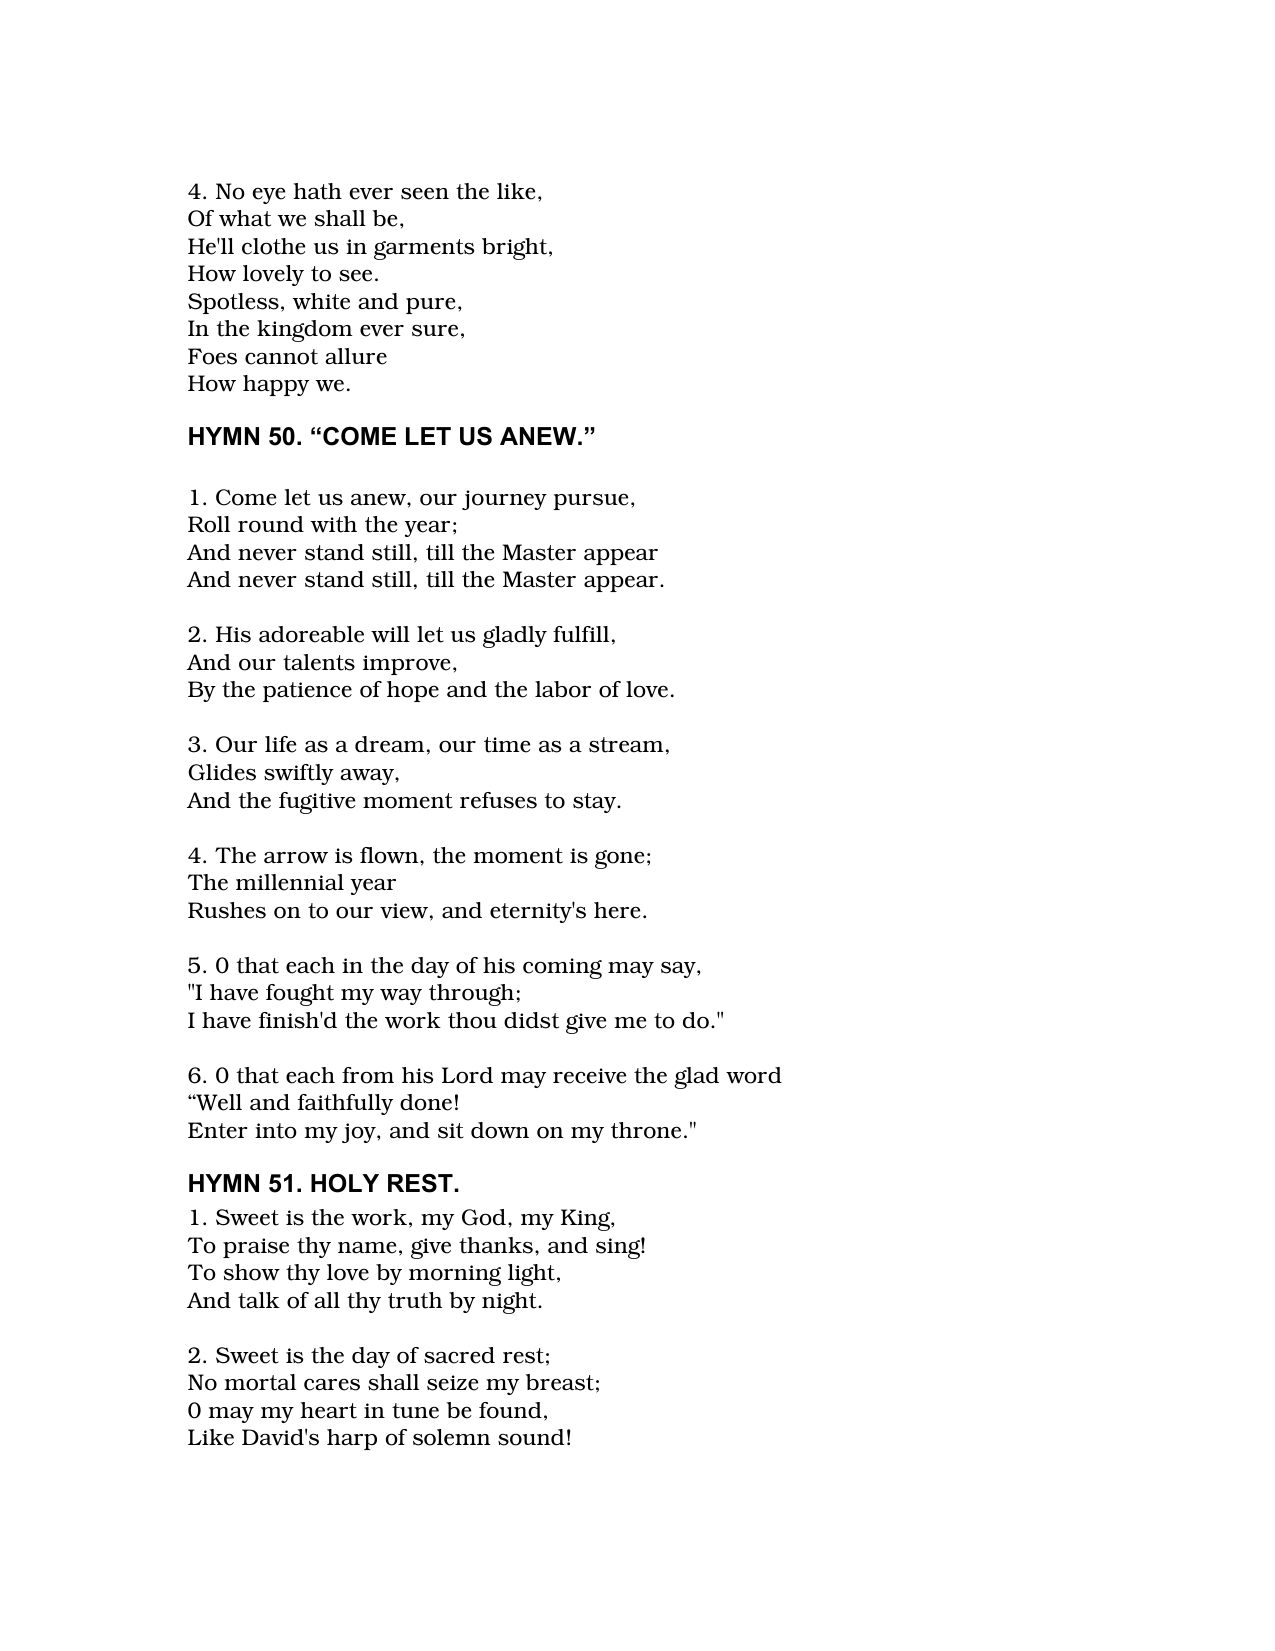 4. No eye hath ever seen the like,
Of what we shall be,
He'll clothe us in garments bright,
How lovely to see.
Spotless, white and pure,
In the kingdom ever sure,
Foes cannot allure
How happy we.
HYMN 50. “COME LET US ANEW.”
1. Come let us anew, our journey pursue,
Roll round with the year;
And never stand still, till the Master appear
And never stand still, till the Master appear.
2. His adoreable will let us gladly fulfill,
And our talents improve,
By the patience of hope and the labor of love.
3. Our life as a dream, our time as a stream,
Glides swiftly away,
And the fugitive moment refuses to stay.
4. The arrow is flown, the moment is gone;
The millennial year
Rushes on to our view, and eternity's here.
5. 0 that each in the day of his coming may say,
"I have fought my way through;
I have finish'd the work thou didst give me to do."
6. 0 that each from his Lord may receive the glad word
“Well and faithfully done!
Enter into my joy, and sit down on my throne."
HYMN 51. HOLY REST.
1. Sweet is the work, my God, my King,
To praise thy name, give thanks, and sing!
To show thy love by morning light,
And talk of all thy truth by night.
2. Sweet is the day of sacred rest;
No mortal cares shall seize my breast;
0 may my heart in tune be found,
Like David's harp of solemn sound!